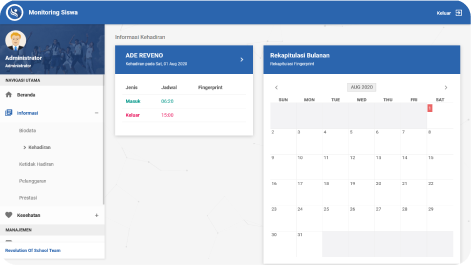 Monitoring Siswa
Keluar
Administrator
Administrator
NAVIGASI UTAMA
Beranda
Informasi
Biodata
> Kehadiran
Ketidak Hadiran
Pelanggaran
Prestasi
Kesehatan +
MANAJEMEN
Revolution Of School Team
Informasi Kehadiran
ADE REVENO
Kehadiran pada Sat, 01 Aug 2020
Jenis Jadwal Fingerprint
Masuk 06:20
Keluar 15:00
Rekapitulasi Bulanan
Rekapitulasi Fingerprint
< AUG 2020 >
SUN MON TUE WED THU FRI SAT
2 3 4 5 6 7 8
9 10 11 12 13 14 15
16 17 18 19 20 21 22
23 24 25 26 27 28 29
30 31